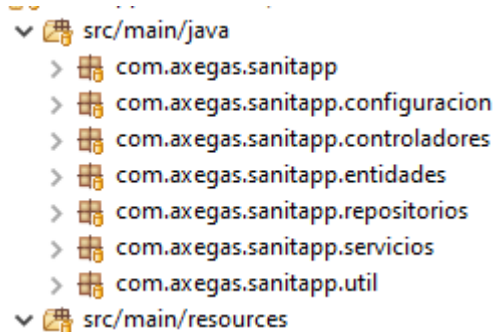 src/main/java
com.axegas.sanitapp
com.axegas.sanitapp.configuracion
com.axegas.sanitapp.controladores
com.axegas.sanitapp.entidades
com.axegas.sanitapp.repositorios
com.axegas.sanitapp.servicios
com.axegas.sanitapp.util
src/main/resources